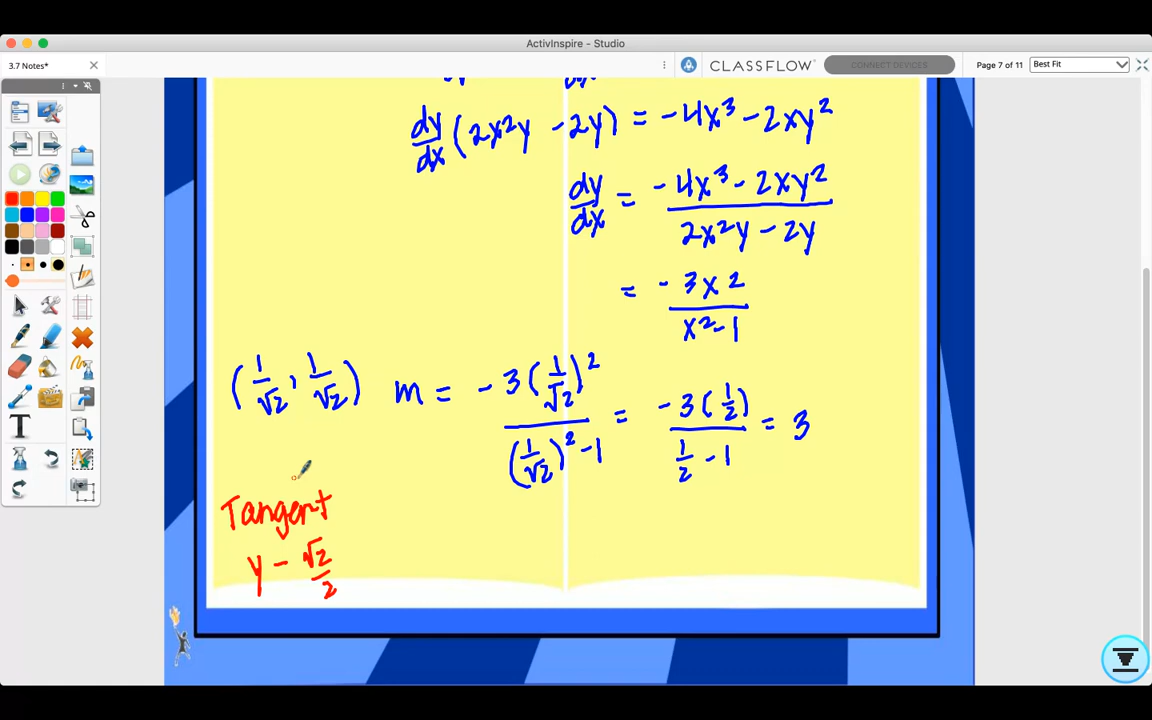 ActivInspire - Studio
3.7 Notes*
CLASSFLOW
CONNECT DEVICES
Page 7 of 11
Best Fit
dy/dx (2x²y - 2y) = -4x³ - 2xy²
dy/dx = (-4x³ - 2xy²)/(2x²y - 2y)
= (-3x2)/(x²-1)
(1/√2, 1/√2) m = (-3(1/√2)²)/((1/√2)² - 1) = (-3(1/2))/(1/2 - 1) = 3
Tangent
y - √2/2